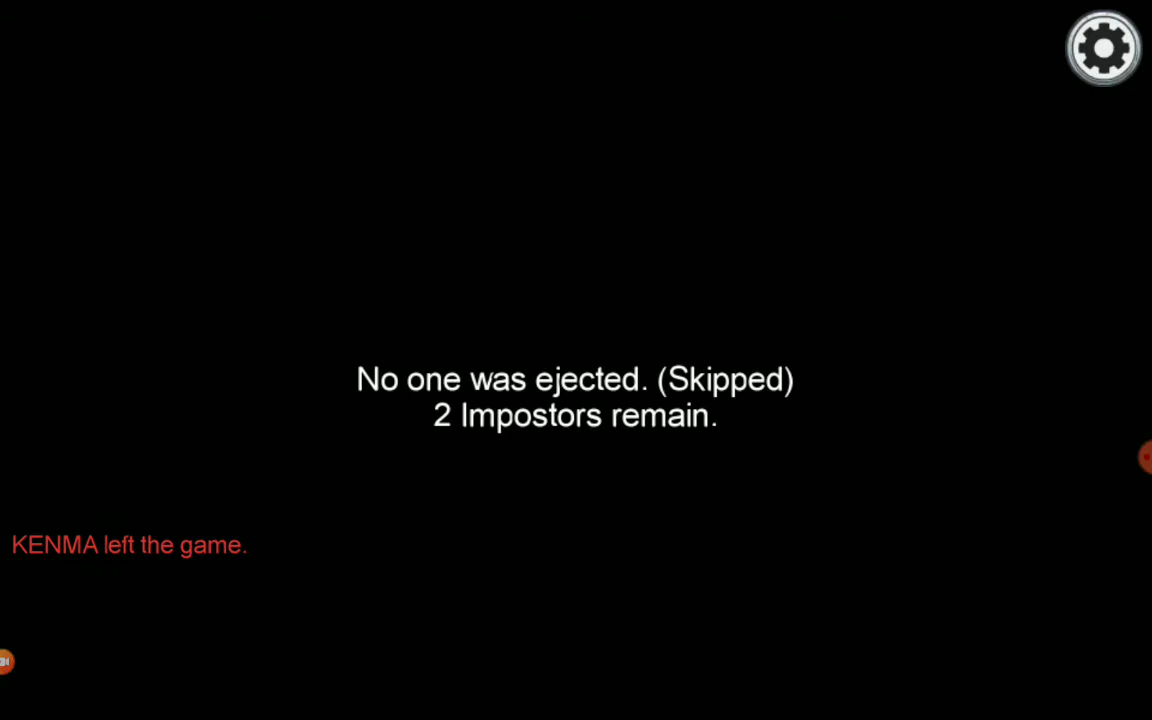 No one was ejected. (Skipped)
2 Impostors remain.
KENMA left the game.